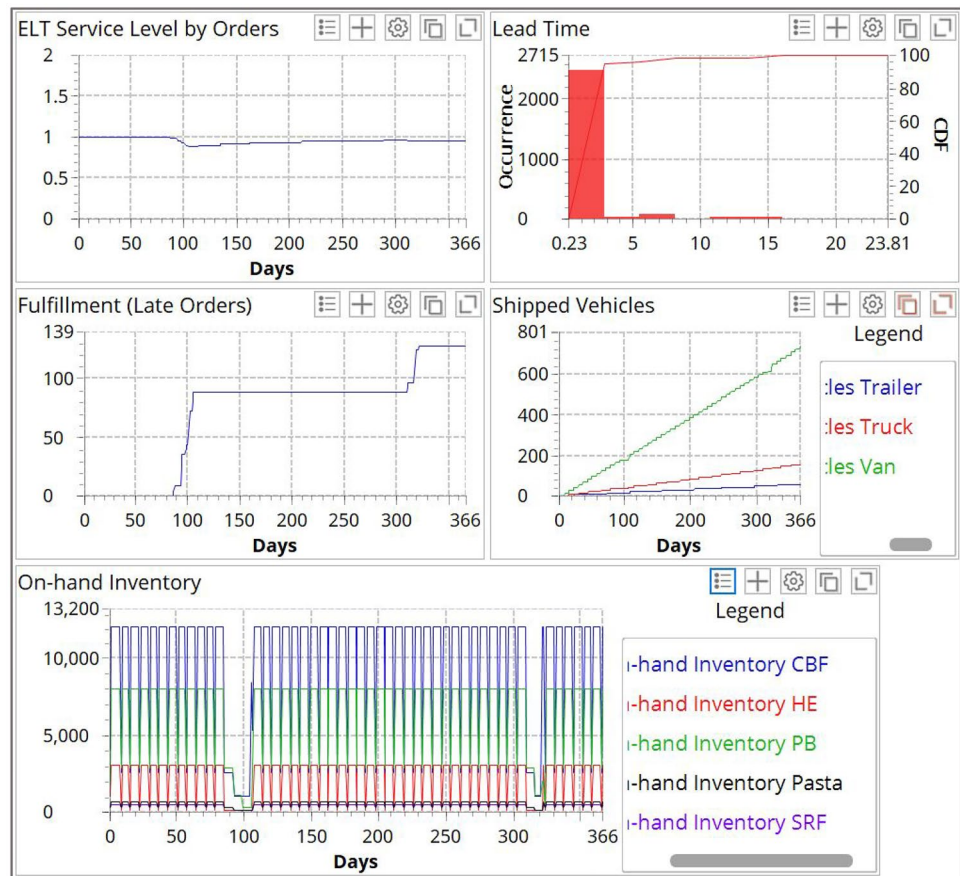 ELT Service Level by Orders
2
1.5
1
0.5
0
0 50 100 150 200 250 300 366
Days
Lead Time
2715
2000
1000
0
Occurrence
100
80
60
40
20
0
CDF
0.23 5 10 15 20 23.81
Fulfillment (Late Orders)
139
100
50
0
0 50 100 150 200 250 300 366
Days
Shipped Vehicles
801
600
400
200
0
0 100 200 300 366
Days
Legend
:les Trailer
:les Truck
:les Van
On-hand Inventory
13,200
10,000
5,000
0
0 50 100 150 200 250 300 366
Days
Legend
-hand Inventory CBF
-hand Inventory HE
-hand Inventory PB
-hand Inventory Pasta
-hand Inventory SRF